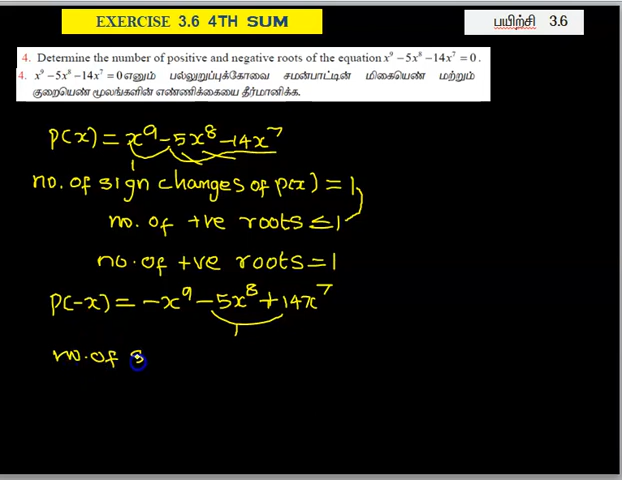 EXERCISE 3.6 4TH SUM
பயிற்சி 3.6
4. Determine the number of positive and negative roots of the equation x⁹ – 5x⁸ – 14x⁷ = 0 .
4. x⁹ – 5x⁸ – 14x⁷ = 0 எனும் பல்லுறுப்புக்கோவை சமன்பாட்டின் மிகையெண் மற்றும்
குறையெண் மூலங்களின் எண்ணிக்கையை தீர்மானிக்க.
P(x) = x⁹ – 5x⁸ – 14x⁷
1
no. of sign changes of P(x) = 1
no. of +ve roots ≤ 1
no. of +ve roots = 1
P(-x) = -x⁹ – 5x⁸ + 14x⁷
1
no. of s